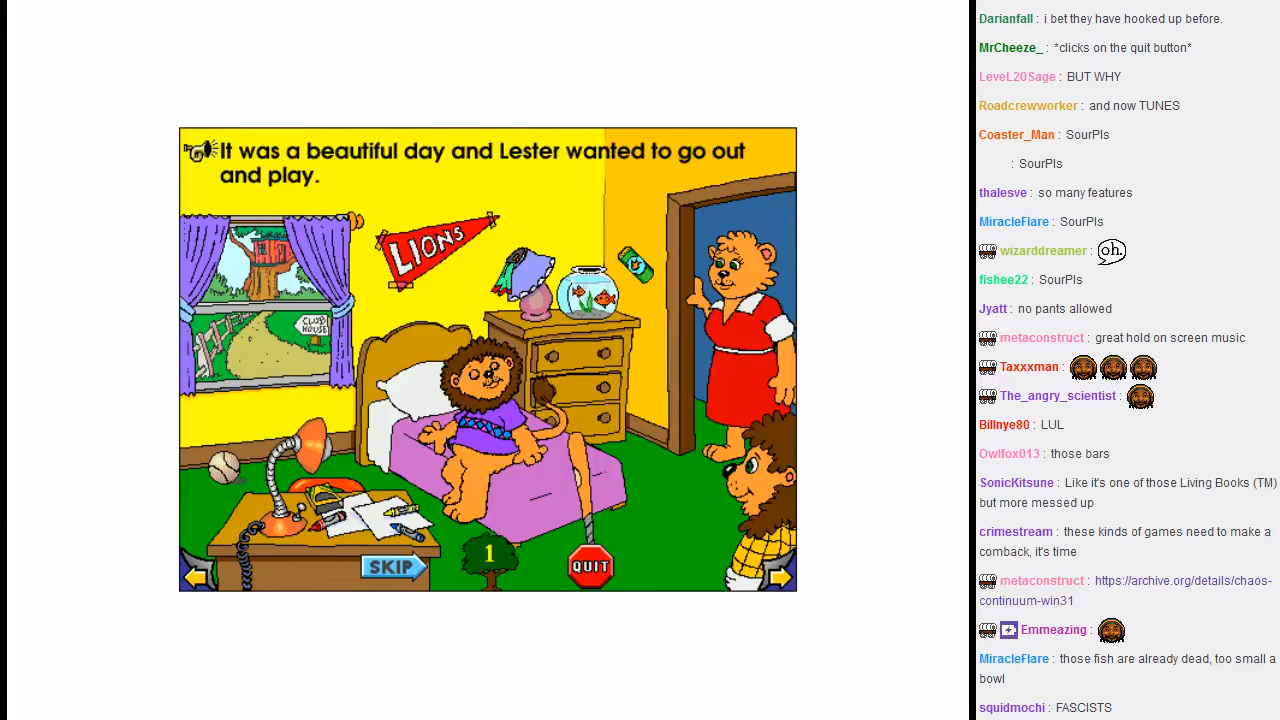 It was a beautiful day and Lester wanted to go out
and play.
LIONS
CLUB
HOUSE
SKIP
1
QUIT
Darianfall : i bet they have hooked up before.
MrCheeze_ : *clicks on the quit button*
LeveL20Sage : BUT WHY
Roadcrewworker : and now TUNES
Coaster_Man : SourPls
: SourPls
thalesve : so many features
MiracleFlare : SourPls
wizarddreamer : oh.
fishee22 : SourPls
Jyatt : no pants allowed
metaconstruct : great hold on screen music
Taxxxman :
The_angry_scientist :
Billnye80 : LUL
Owlfox013 : those bars
SonicKitsune : Like it's one of those Living Books (TM)
but more messed up
crimestream : these kinds of games need to make a
comback, it's time
metaconstruct : https://archive.org/details/chaos-
continuum-win31
Emmeazing :
MiracleFlare : those fish are already dead, too small a
bowl
squidmochi : FASCISTS